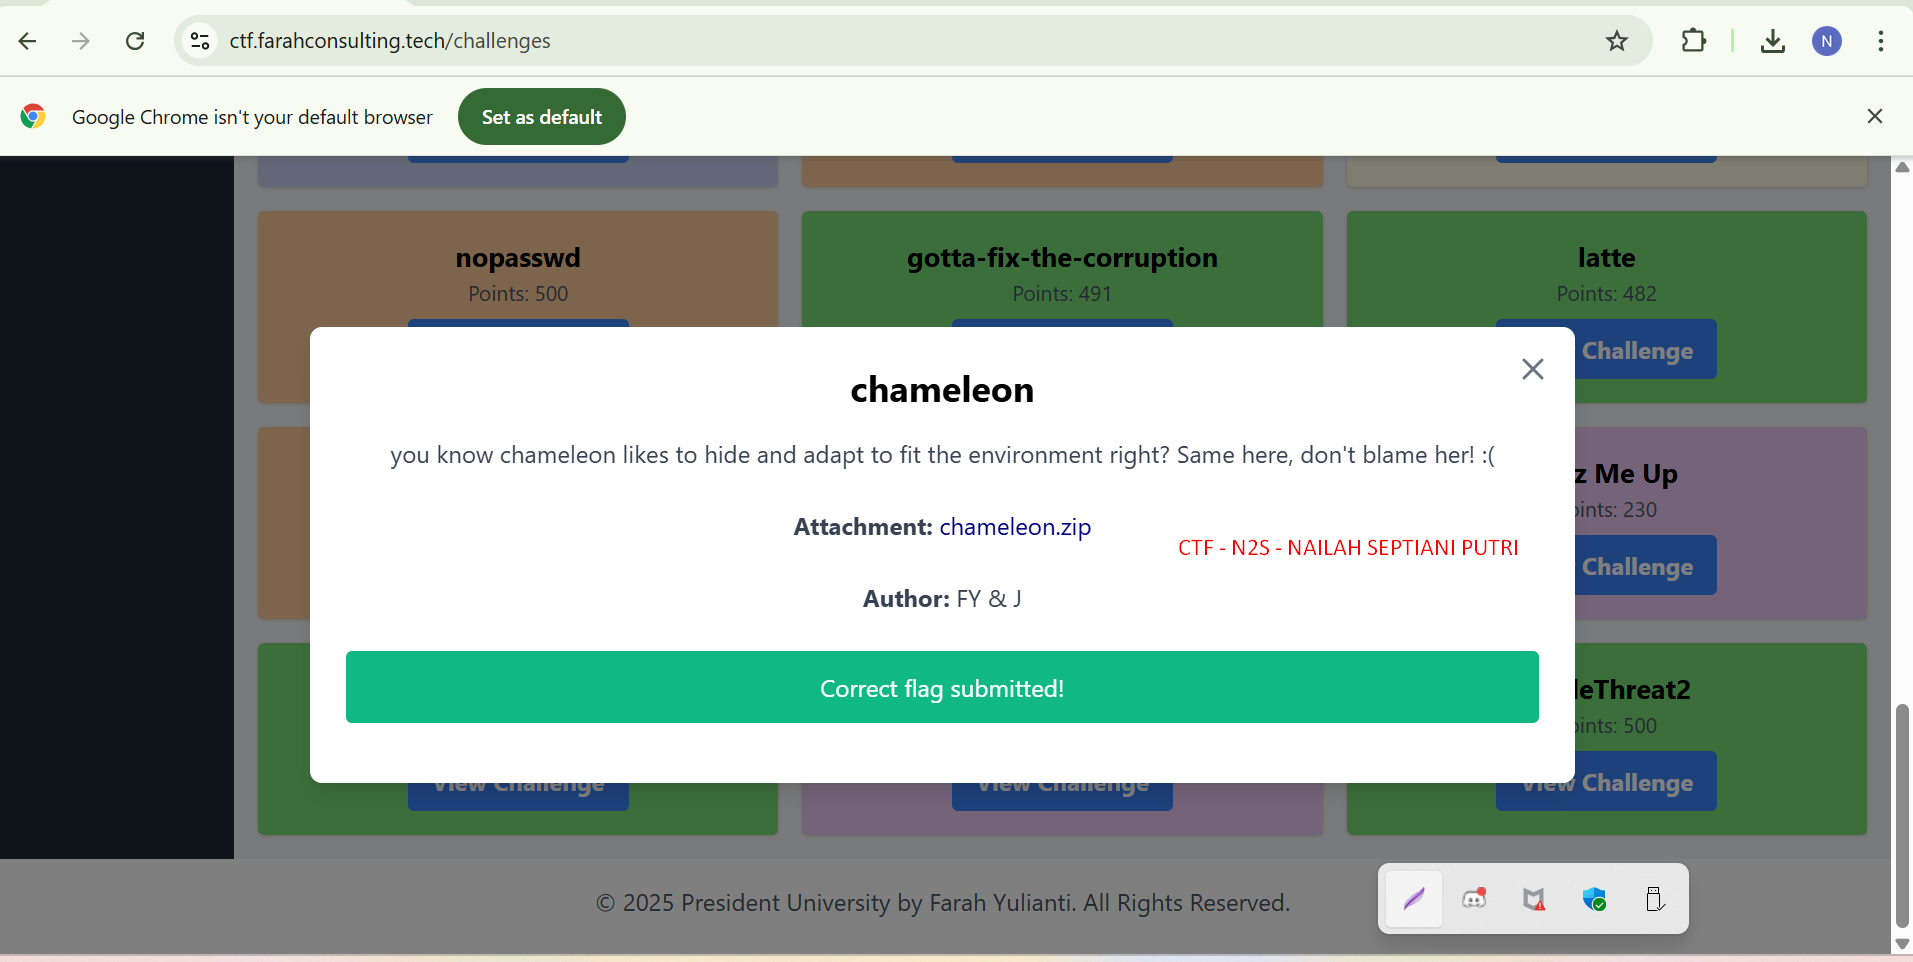 ctf.farahconsulting.tech/challenges
N
Google Chrome isn't your default browser
Set as default
nopasswd
Points: 500
gotta-fix-the-corruption
Points: 491
latte
Points: 482
Challenge
chameleon
you know chameleon likes to hide and adapt to fit the environment right? Same here, don't blame her! :(
Attachment: chameleon.zip
CTF - N2S - NAILAH SEPTIANI PUTRI
Author: FY & J
Correct flag submitted!
z Me Up
ints: 230
Challenge
leThreat2
ints: 500
View Challenge
View Challenge
View Challenge
© 2025 President University by Farah Yulianti. All Rights Reserved.